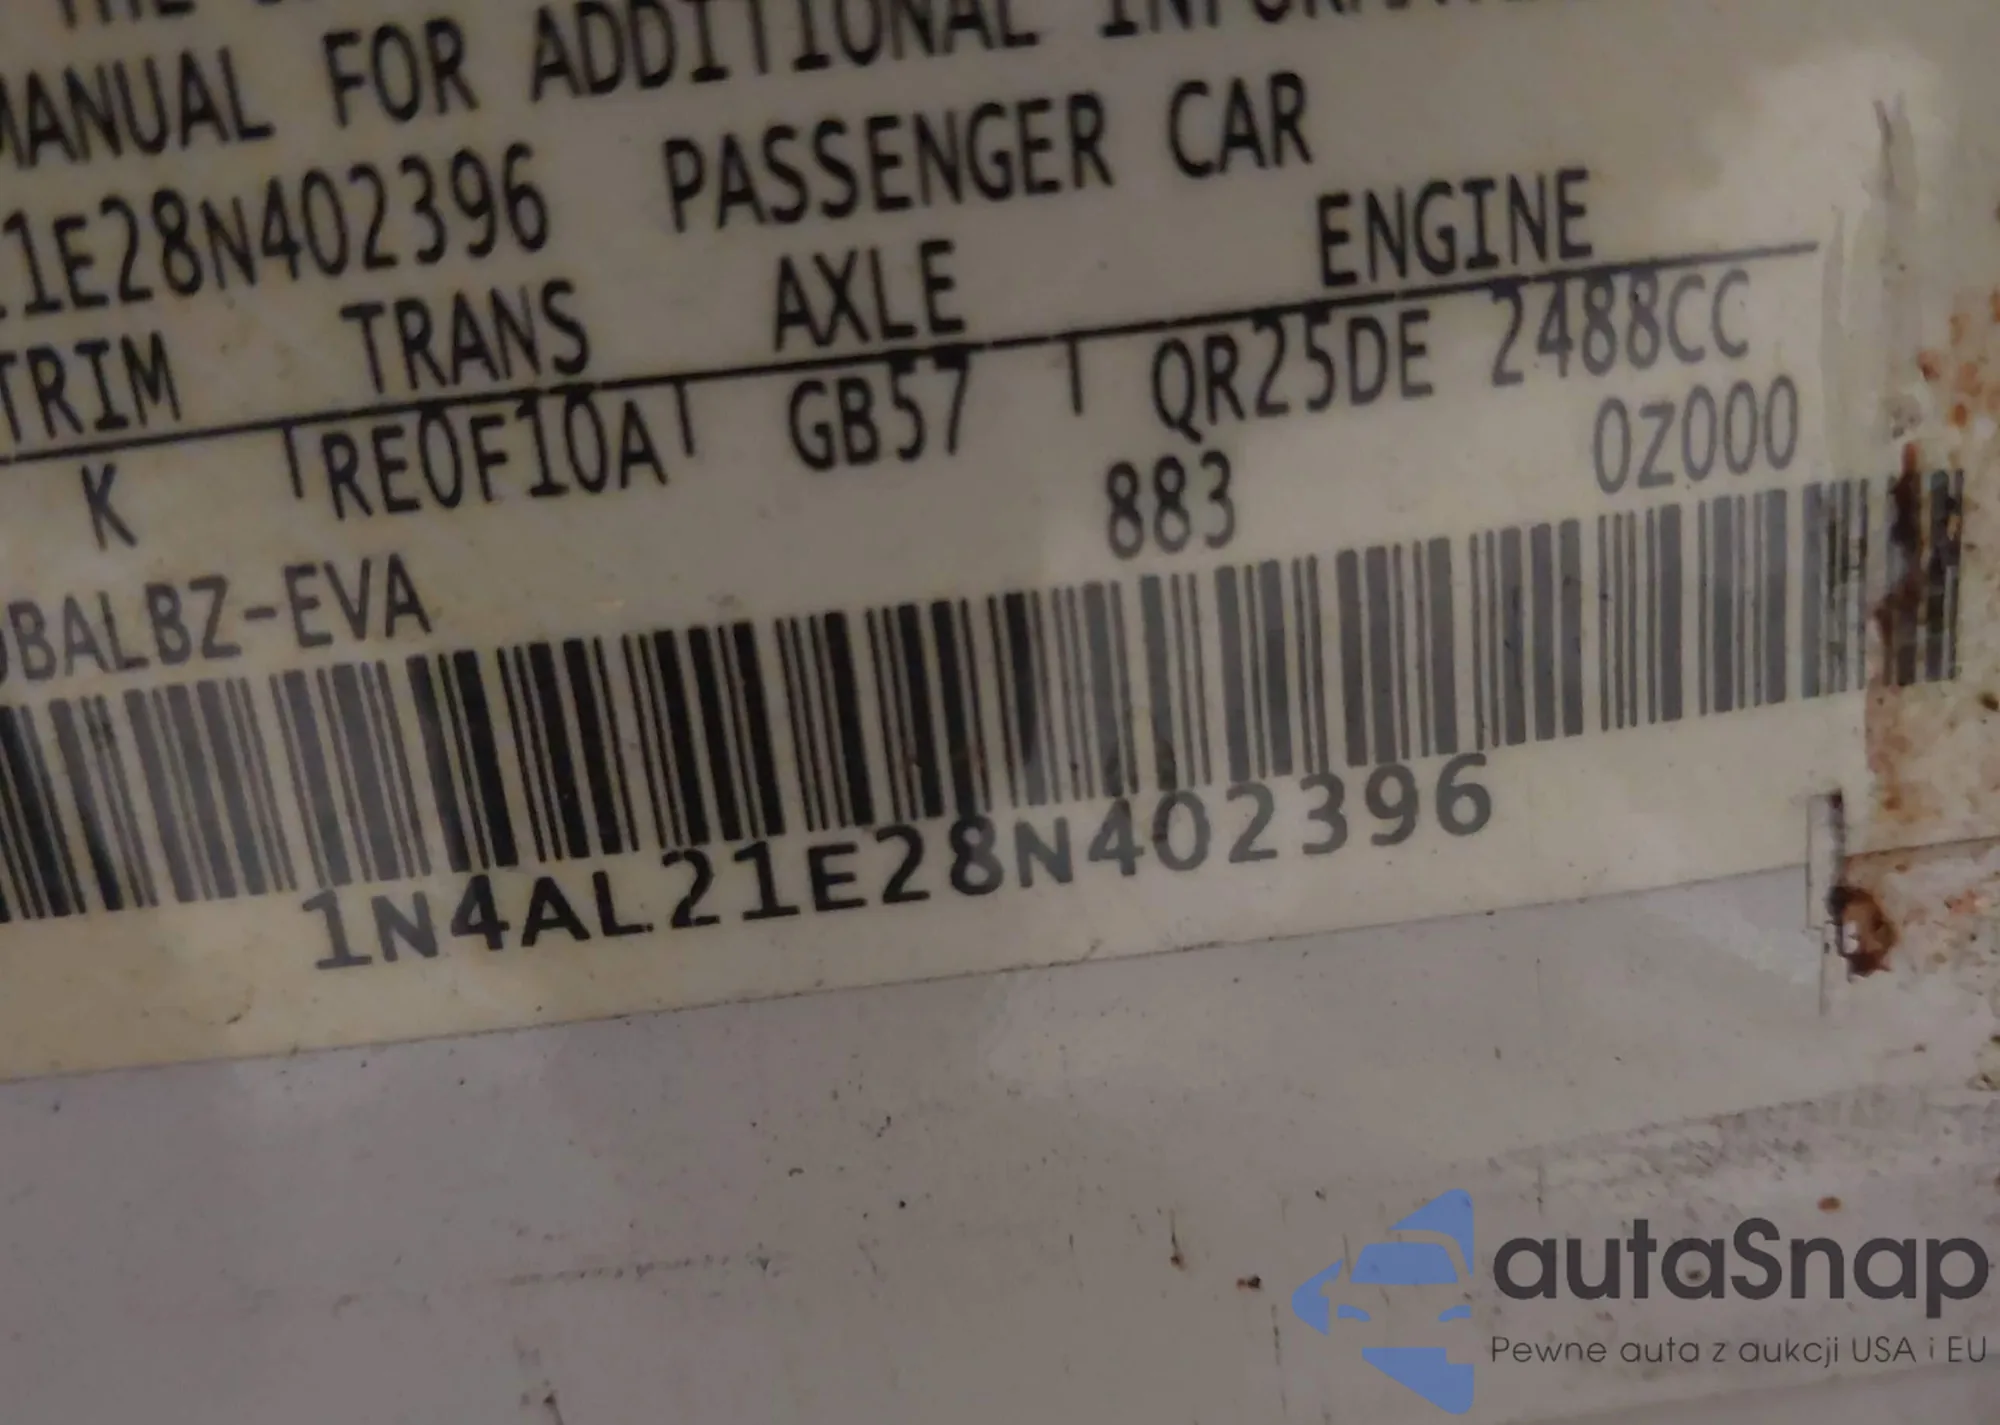 MANUAL FOR ADDITIONAL INFORMA
1E28N402396 PASSENGER CAR
TRIM TRANS AXLE ENGINE
K RE0F10A GB57 QR25DE 2488CC
883 0Z000
BALBZ-EVA
1N4AL21E28N402396
autaSnap
Pewne auta z aukcji USA i EU